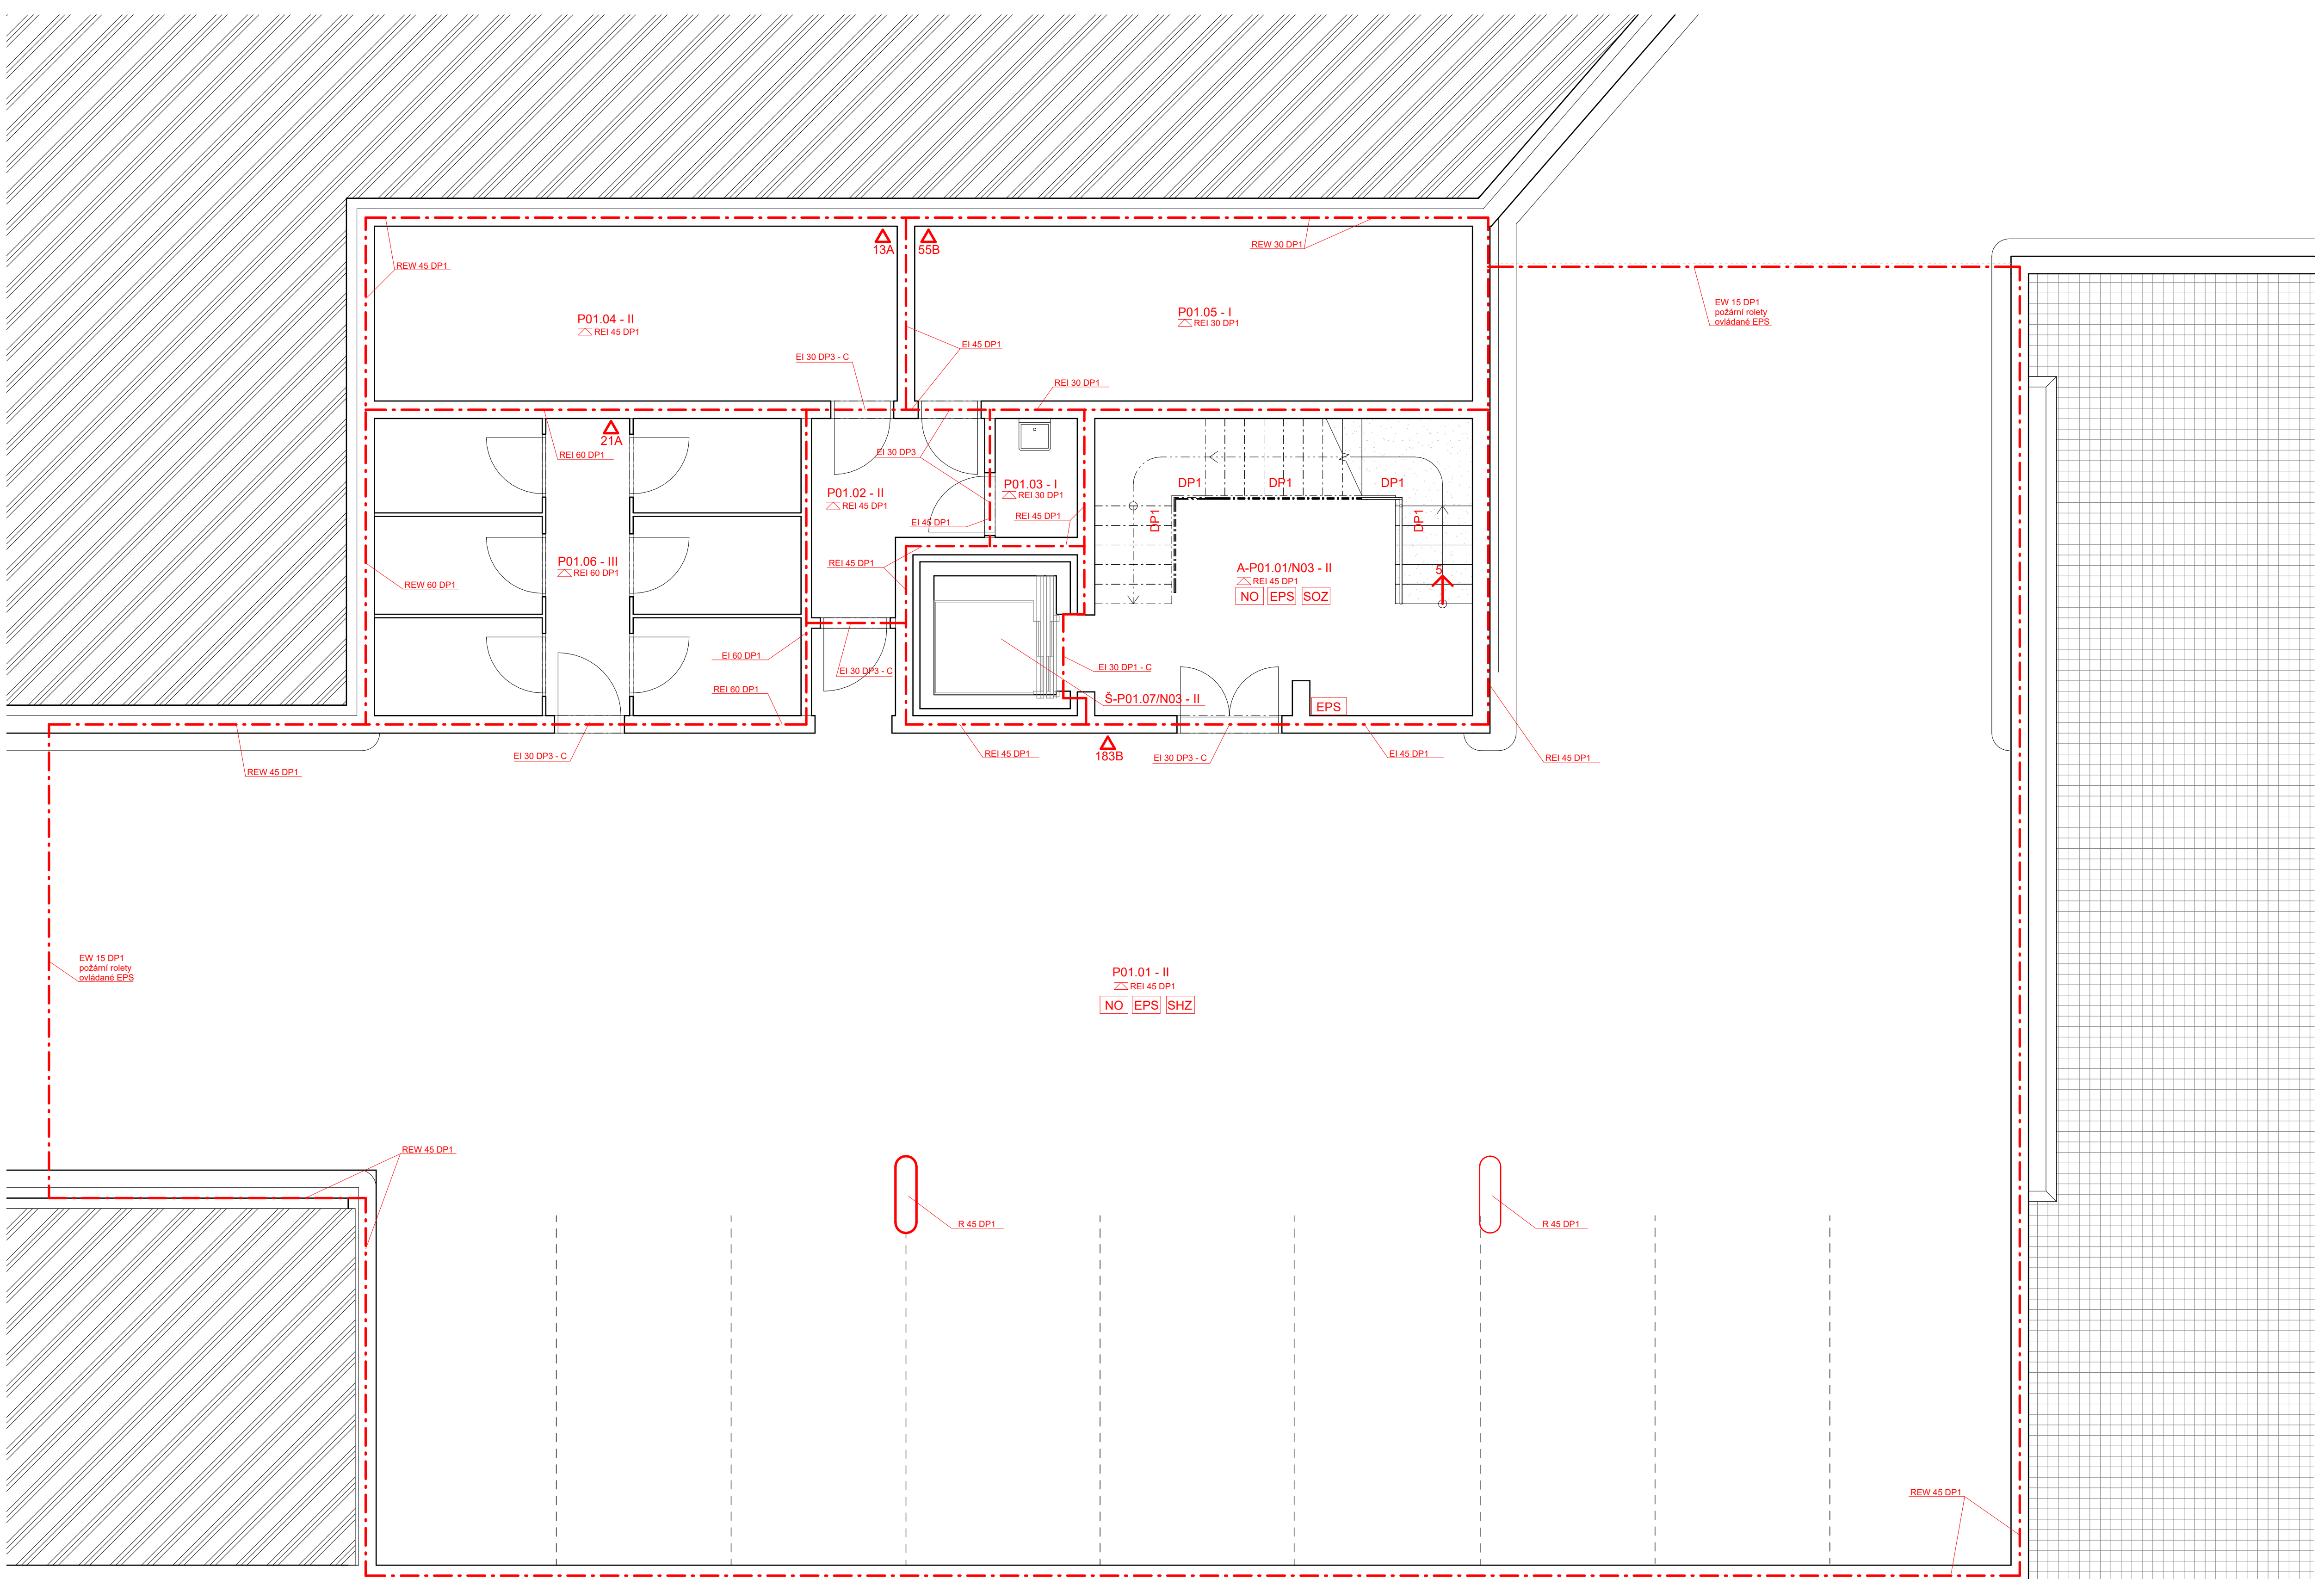 13A
55B
REW 30 DP1
REW 45 DP1
EW 15 DP1
požární rolety
ovládané EPS
P01.04 - II
REI 45 DP1
P01.05 - I
REI 30 DP1
EI 45 DP1
EI 30 DP3 - C
REI 30 DP1
21A
REI 60 DP1
EI 30 DP3
P01.02 - II
REI 45 DP1
P01.03 - I
REI 30 DP1
DP1
DP1
DP1
DP1
DP1
EI 45 DP1
REI 45 DP1
P01.06 - III
REI 60 DP1
REI 45 DP1
REW 60 DP1
A-P01.01/N03 - II
REI 45 DP1
NO EPS SOZ
5
EI 60 DP1
EI 30 DP3 - C
EI 30 DP1 - C
REI 60 DP1
Š-P01.07/N03 - II
EPS
EI 30 DP3 - C
REI 45 DP1
183B
EI 30 DP3 - C
EI 45 DP1
REI 45 DP1
REW 45 DP1
EW 15 DP1
požární rolety
ovládané EPS
P01.01 - II
REI 45 DP1
NO EPS SHZ
REW 45 DP1
R 45 DP1
R 45 DP1
REW 45 DP1